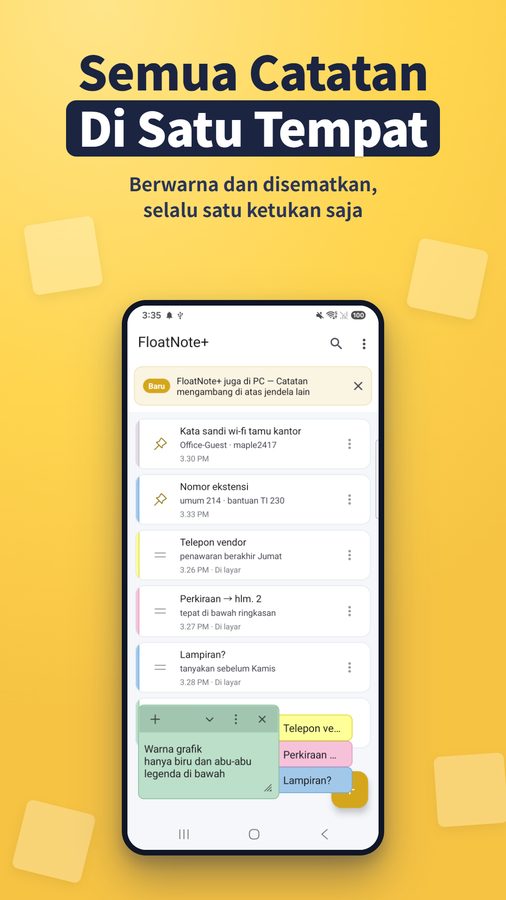 Semua Catatan
Di Satu Tempat
Berwarna dan disematkan,
selalu satu ketukan saja
3:35
100
FloatNote+
Baru
FloatNote+ juga di PC — Catatan
mengambang di atas jendela lain
Kata sandi wi-fi tamu kantor
Office-Guest · maple2417
3.30 PM
Nomor ekstensi
umum 214 · bantuan TI 230
3.33 PM
Telepon vendor
penawaran berakhir Jumat
3.26 PM · Di layar
Perkiraan → hlm. 2
tepat di bawah ringkasan
3.27 PM · Di layar
Lampiran?
tanyakan sebelum Kamis
3.28 PM · Di layar
Telepon ve...
Warna grafik
hanya biru dan abu-abu
legenda di bawah
Perkiraan ...
Lampiran?